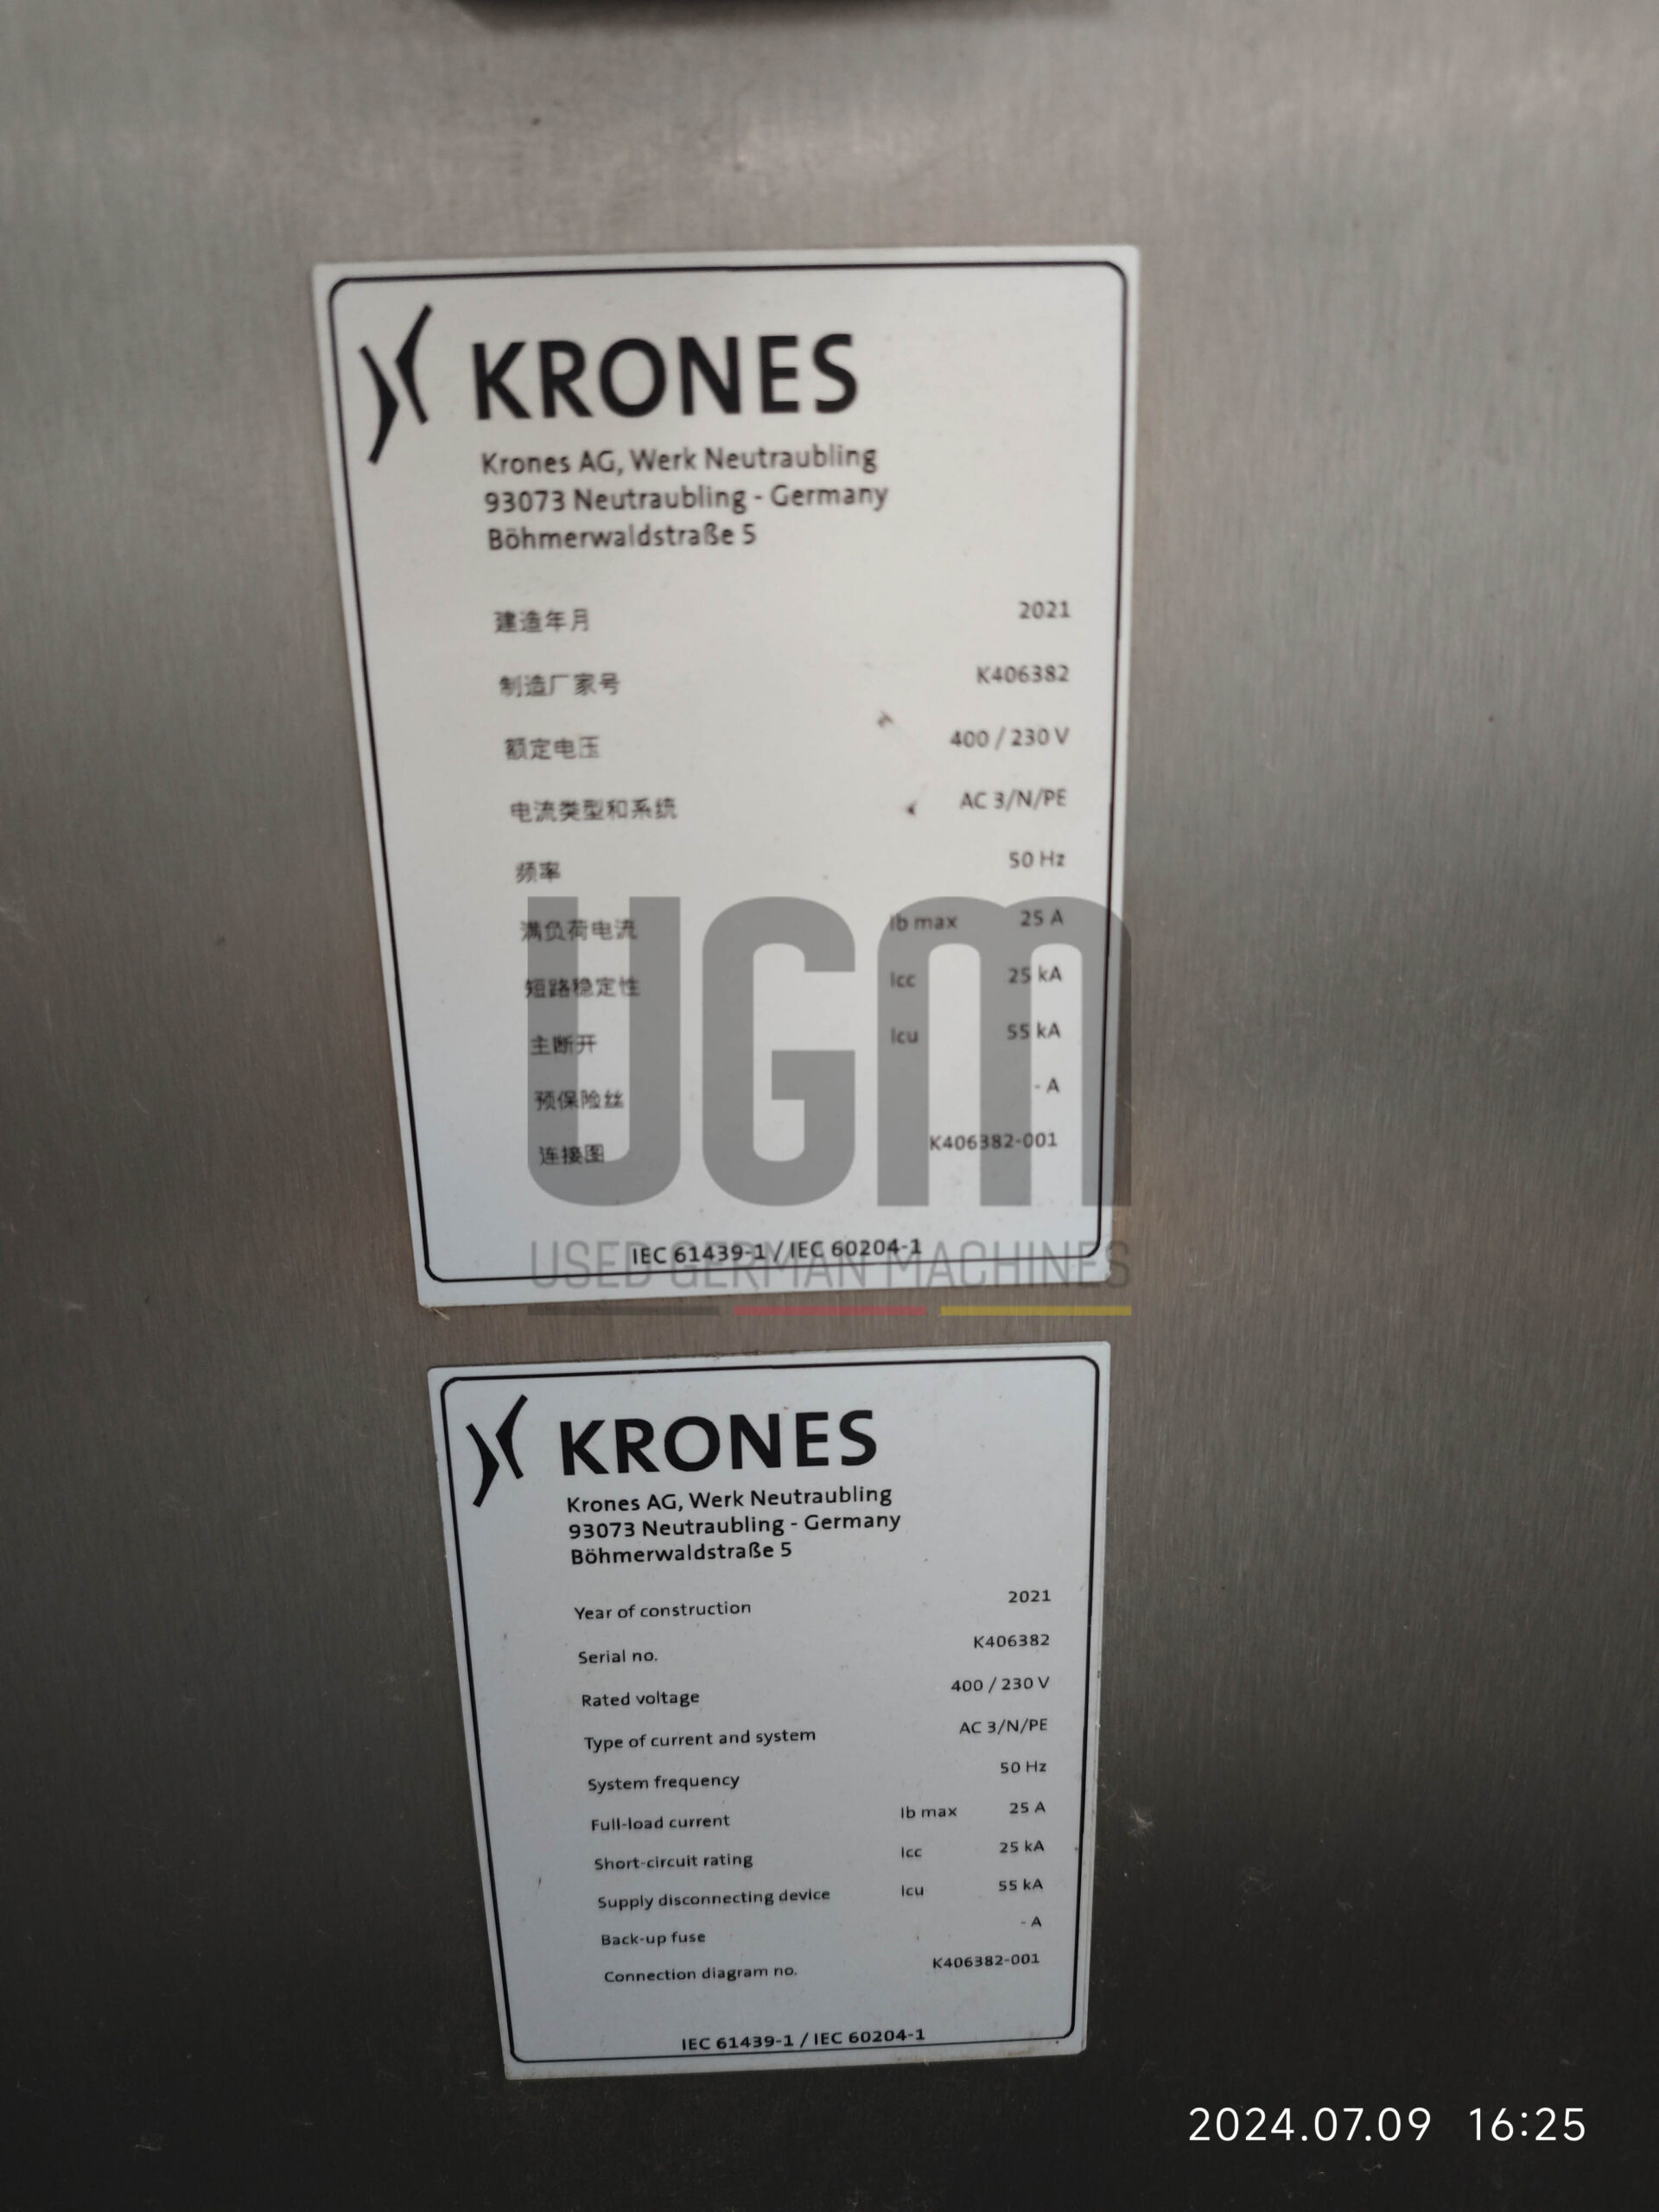 KRONES
Krones AG, Werk Neutraubling
93073 Neutraubling - Germany
Böhmerwaldstraße 5
建造年月 2021
制造厂家号 K406382
额定电压 400 / 230 V
电流类型和系统 AC 3/N/PE
频率 50 Hz
满负荷电流 Ib max 25 A
短路稳定性 Icc 25 kA
主断开 Icu 55 kA
预保险丝 - A
连接图 K406382-001
IEC 61439-1 / IEC 60204-1
UGM
USED GERMAN MACHINES
KRONES
Krones AG, Werk Neutraubling
93073 Neutraubling - Germany
Böhmerwaldstraße 5
Year of construction 2021
Serial no. K406382
Rated voltage 400 / 230 V
Type of current and system AC 3/N/PE
System frequency 50 Hz
Full-load current Ib max 25 A
Short-circuit rating Icc 25 kA
Supply disconnecting device Icu 55 kA
Back-up fuse - A
Connection diagram no. K406382-001
IEC 61439-1 / IEC 60204-1
2024.07.09 16:25